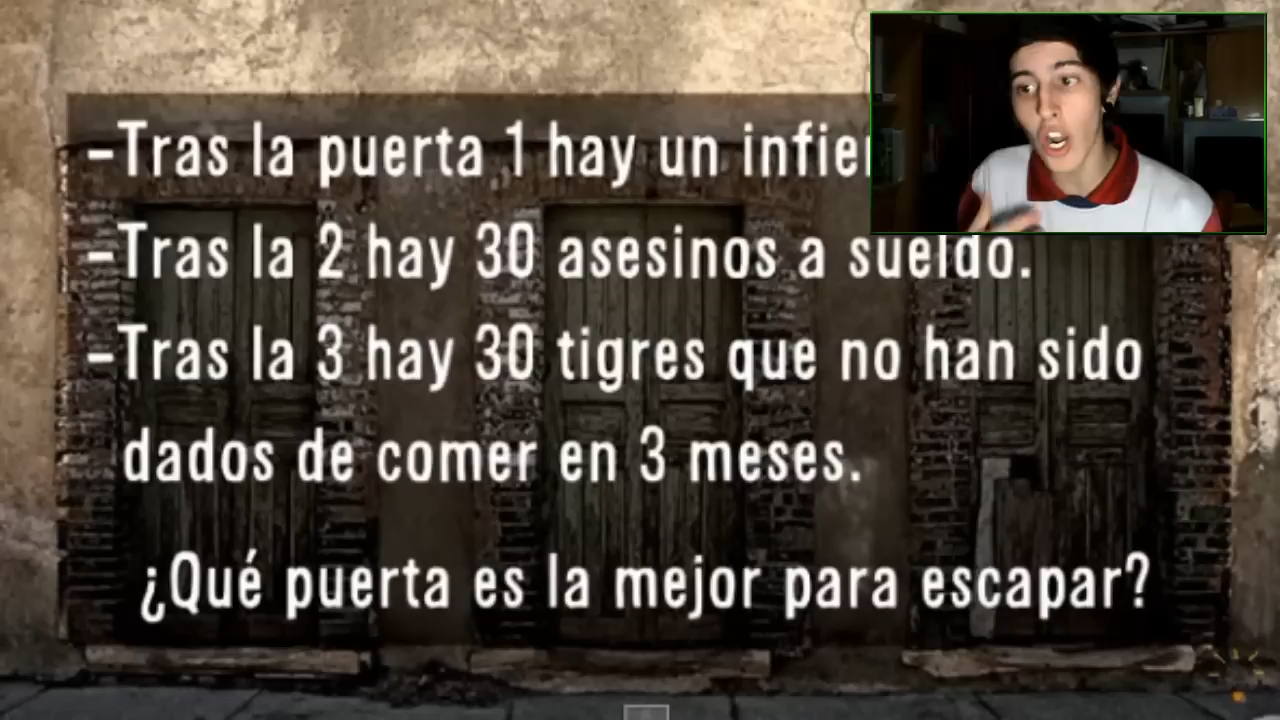 -Tras la puerta 1 hay un
-Tras la 2 hay 30 asesinos a sueldo.
-Tras la 3 hay 30 tigres que no han sido
dados de comer en 3 meses.
¿Qué puerta es la mejor para escapar?